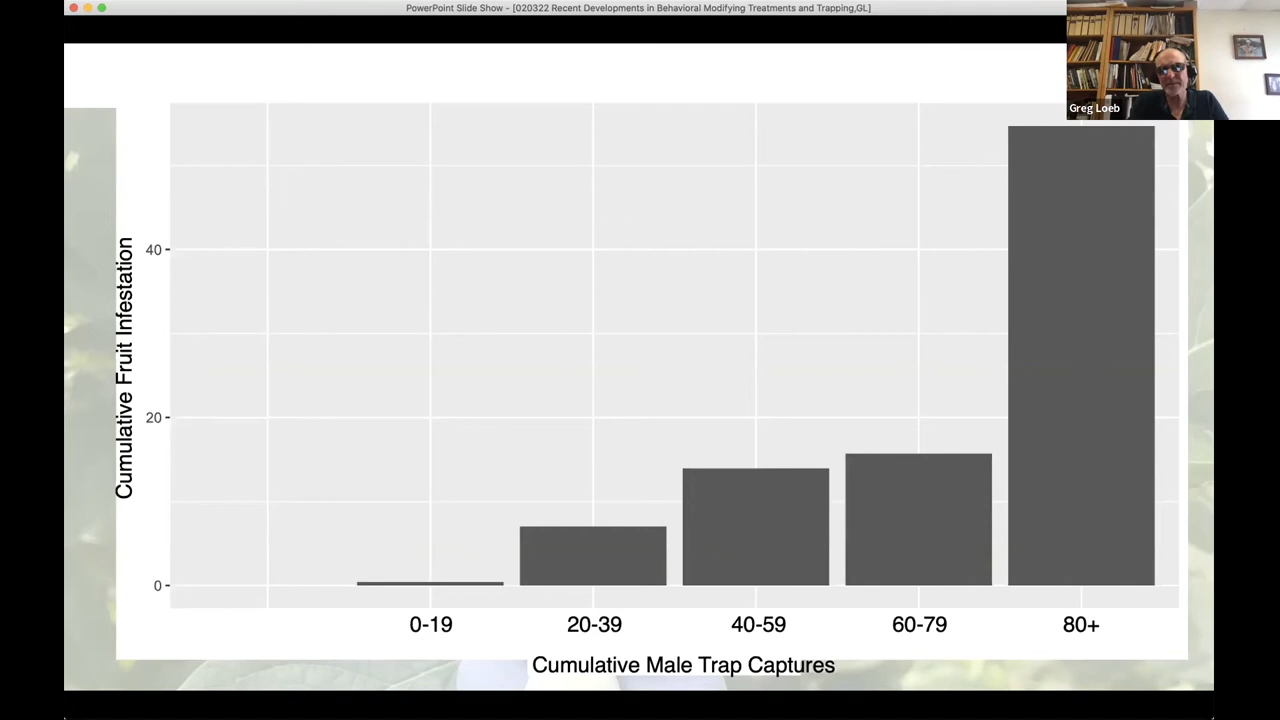 PowerPoint Slide Show - [020322 Recent Developments in Behavioral Modifying Treatments and Trapping,GL]
Greg Loeb
Cumulative Fruit Infestation
40
20
0
0-19 20-39 40-59 60-79 80+
Cumulative Male Trap Captures